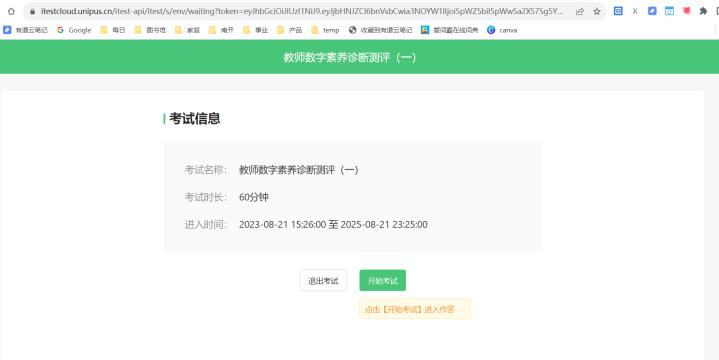 itestcloud.unipus.cn/itest-api/itest/s/env/waiting?token=
有道云笔记 Google 每日 图书馆 家庭 南开 事业 产品 temp 收藏到有道云笔记 爱词霸在线词典 canva
教师数字素养诊断测评（一）
考试信息
考试名称： 教师数字素养诊断测评（一）
考试时长： 60分钟
进入时间： 2023-08-21 15:26:00 至 2025-08-21 23:25:00
退出考试 开始考试
点击【开始考试】进入作答